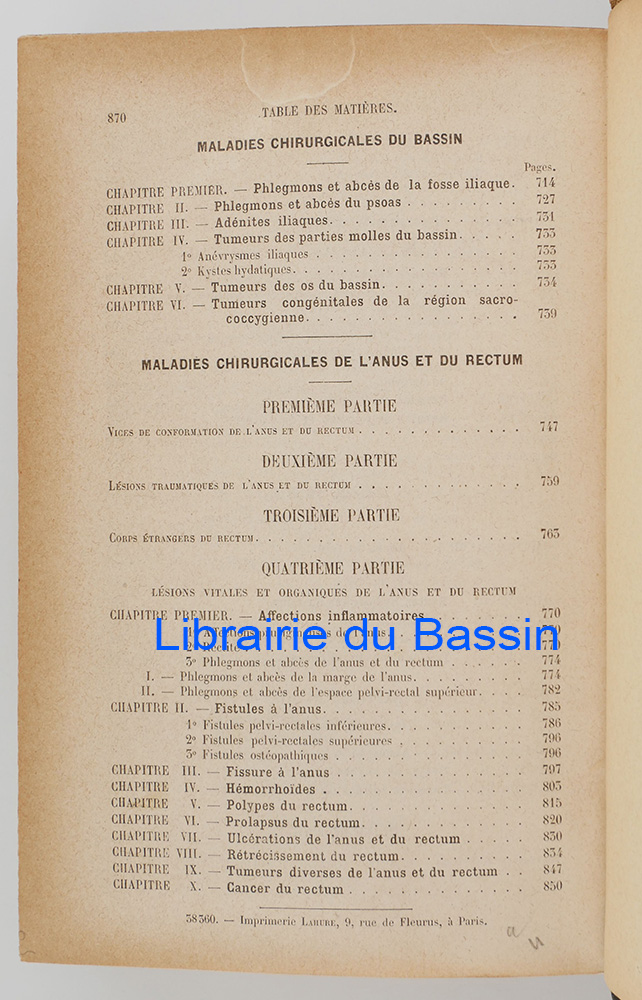 870
TABLE DES MATIÈRES.
MALADIES CHIRURGICALES DU BASSIN
Pages.
CHAPITRE PREMIER. — Phlegmons et abcés de la fosse iliaque. 714
CHAPITRE II. — Phlegmons et abcés du psoas . . . . . . . . . 727
CHAPITRE III. — Adénites iliaques. . . . . . . . . . . . . . 731
CHAPITRE IV. — Tumeurs des parties molles du bassin. . . . . 733
1° Anévrysmes iliaques . . . . . . . . . . . . . . . 733
2° Kystes hydatiques. . . . . . . . . . . . . . . . . 733
CHAPITRE V. — Tumeurs des os du bassin. . . . . . . . . . . 734
CHAPITRE VI. — Tumeurs congénitales de la région sacro-
coccygienne. . . . . . . . . . . . . . . . 739
MALADIES CHIRURGICALES DE L'ANUS ET DU RECTUM
PREMIÈME PARTIE
VICES DE CONFORMATION DE L'ANUS ET DU RECTUM . . . . . . . . . . . . . 747
DEUXIÈME PARTIE
LÉSIONS TRAUMATIQUES DE L'ANUS ET DU RECTUM . . . . . . . . . . . . . 759
TROISIÈME PARTIE
CORPS ÉTRANGERS DU RECTUM. . . . . . . . . . . . . . . . . . . . . 763
QUATRIÈME PARTIE
LÉSIONS VITALES ET ORGANIQUES DE L'ANUS ET DU RECTUM
CHAPITRE PREMIER. — Affections inflammatoires. . . . . . . . 770
Librairie du Bassin
3° Phlegmons et abcès de l'anus et du rectum . . . . . . . 774
I. — Phlegmons et abcès de la marge de l'anus. . . . . . . . . 774
II. — Phlegmons et abcès de l'espace pelvi-rectal supérieur. . . . 782
CHAPITRE II. — Fistules à l'anus. . . . . . . . . . . . . . . 785
1° Fistules pelvi-rectales inférieures. . . . . . . . . . . 786
2° Fistules pelvi-rectales supérieures . . . . . . . . . . 796
3° Fistules ostéopathiques . . . . . . . . . . . . . . 796
CHAPITRE III. — Fissure à l'anus . . . . . . . . . . . . . . 797
CHAPITRE IV. — Hémorrhoïdes . . . . . . . . . . . . . . . 803
CHAPITRE V. — Polypes du rectum. . . . . . . . . . . . . 815
CHAPITRE VI. — Prolapsus du rectum. . . . . . . . . . . . 820
CHAPITRE VII. — Ulcérations de l'anus et du rectum . . . . . 830
CHAPITRE VIII. — Rétrécissement du rectum. . . . . . . . . . 834
CHAPITRE IX. — Tumeurs diverses de l'anus et du rectum . . 847
CHAPITRE X. — Cancer du rectum . . . . . . . . . . . . . 850
38360. — Imprimerie LAHURE, 9, rue de Fleurus, à Paris.